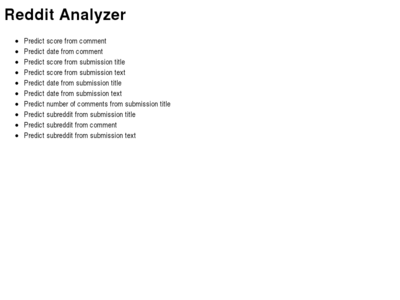 Reddit Analyzer
Predict score from comment
Predict date from comment
Predict score from submission title
Predict score from submission text
Predict date from submission title
Predict date from submission text
Predict number of comments from submission title
Predict subreddit from submission title
Predict subreddit from comment
Predict subreddit from submission text